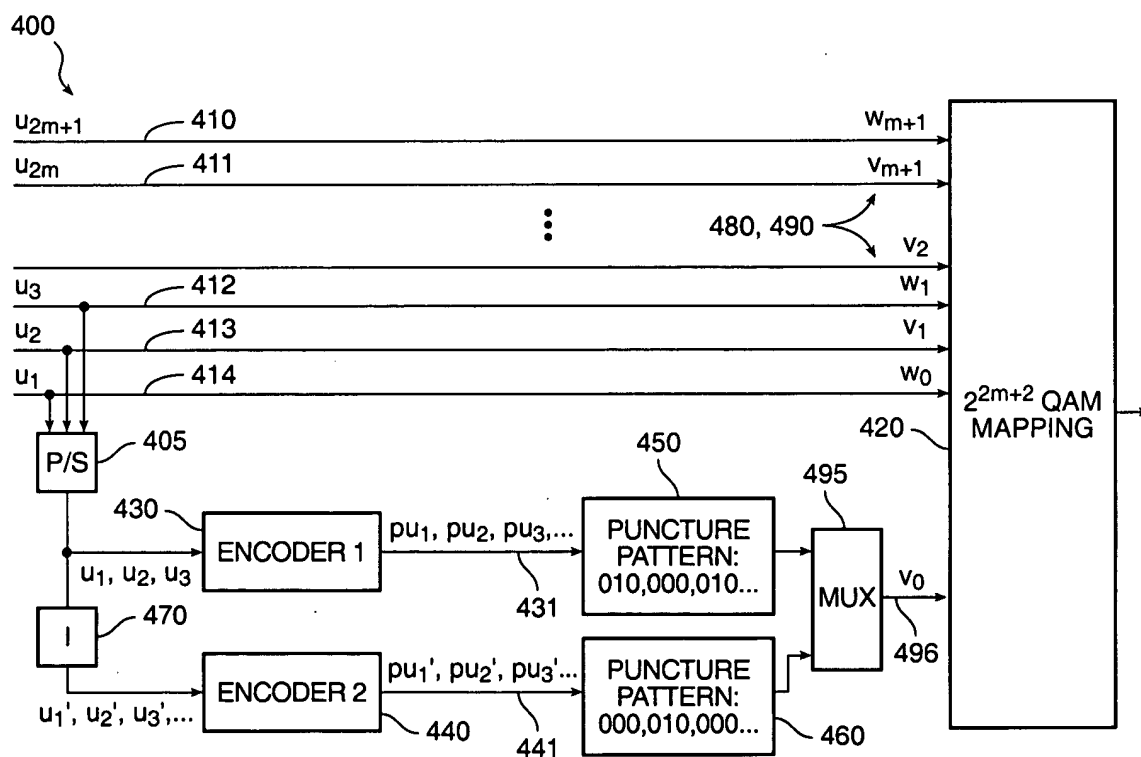 400
u2m+1 410 wm+1
u2m 411 vm+1
480, 490
v2
u3 412 w1
u2 413 v1
u1 414 w0
2^2m+2 QAM
MAPPING
420
P/S 405
430
ENCODER 1
u1, u2, u3
pu1, pu2, pu3,...
431
450
PUNCTURE
PATTERN:
010,000,010...
495
MUX
v0
496
I 470
ENCODER 2
u1', u2', u3',...
440
pu1', pu2', pu3'...
441
PUNCTURE
PATTERN:
000,010,000...
460